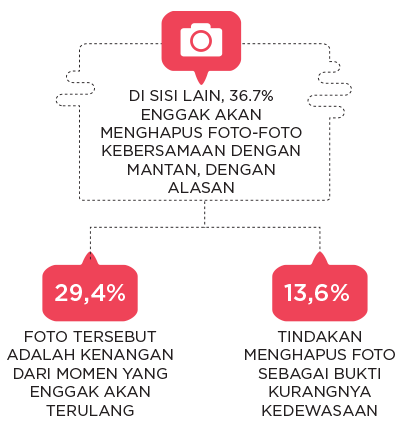 DI SISI LAIN, 36.7%
ENGGAK AKAN
MENGHAPUS FOTO-FOTO
KEBERSAMAAN DENGAN
MANTAN, DENGAN
ALASAN
29,4%
FOTO TERSEBUT
ADALAH KENANGAN
DARI MOMEN YANG
ENGGAK AKAN
TERULANG
13,6%
TINDAKAN
MENGHAPUS FOTO
SEBAGAI BUKTI
KURANGNYA
KEDEWASAAN